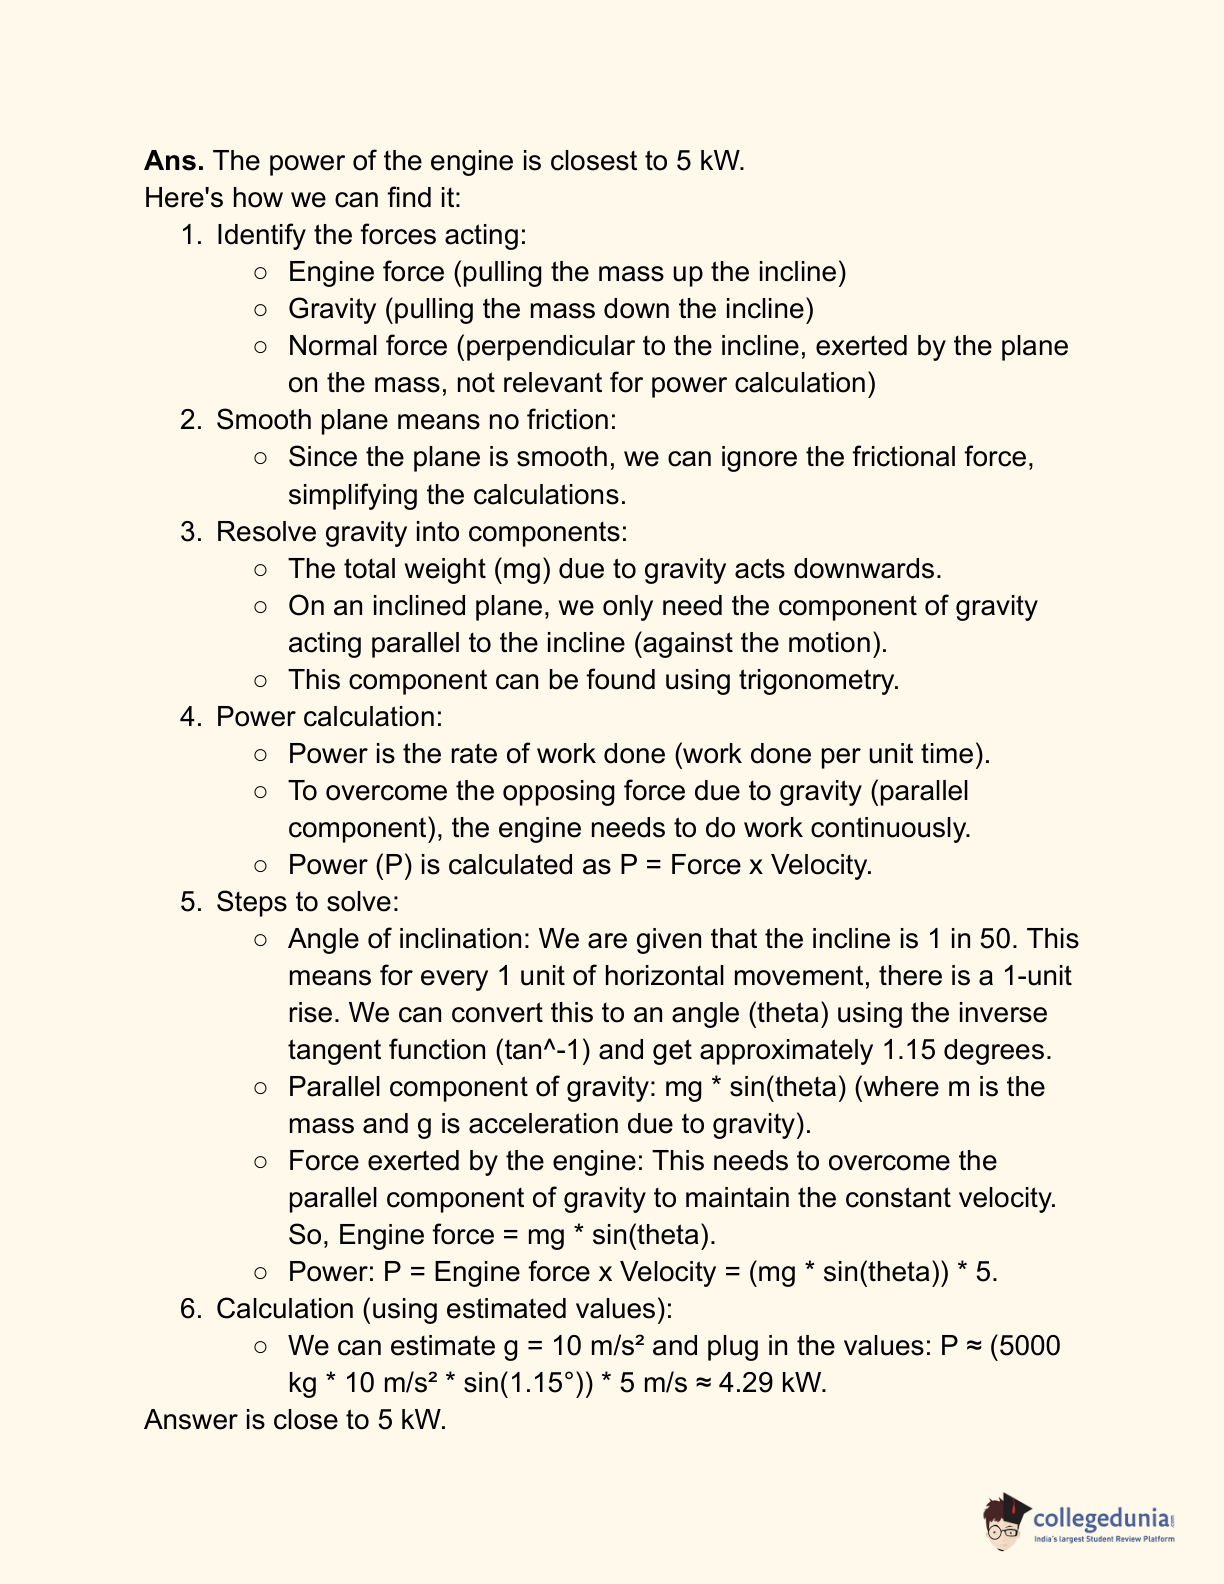 Ans. The power of the engine is closest to 5 kW.
Here's how we can find it:
1. Identify the forces acting:
○ Engine force (pulling the mass up the incline)
○ Gravity (pulling the mass down the incline)
○ Normal force (perpendicular to the incline, exerted by the plane
on the mass, not relevant for power calculation)
2. Smooth plane means no friction:
○ Since the plane is smooth, we can ignore the frictional force,
simplifying the calculations.
3. Resolve gravity into components:
○ The total weight (mg) due to gravity acts downwards.
○ On an inclined plane, we only need the component of gravity
acting parallel to the incline (against the motion).
○ This component can be found using trigonometry.
4. Power calculation:
○ Power is the rate of work done (work done per unit time).
○ To overcome the opposing force due to gravity (parallel
component), the engine needs to do work continuously.
○ Power (P) is calculated as P = Force x Velocity.
5. Steps to solve:
○ Angle of inclination: We are given that the incline is 1 in 50. This
means for every 1 unit of horizontal movement, there is a 1-unit
rise. We can convert this to an angle (theta) using the inverse
tangent function (tan^-1) and get approximately 1.15 degrees.
○ Parallel component of gravity: mg * sin(theta) (where m is the
mass and g is acceleration due to gravity).
○ Force exerted by the engine: This needs to overcome the
parallel component of gravity to maintain the constant velocity.
So, Engine force = mg * sin(theta).
○ Power: P = Engine force x Velocity = (mg * sin(theta)) * 5.
6. Calculation (using estimated values):
○ We can estimate g = 10 m/s² and plug in the values: P ≈ (5000
kg * 10 m/s² * sin(1.15°)) * 5 m/s ≈ 4.29 kW.
Answer is close to 5 kW.
collegedunia
India's largest Student Review Platform